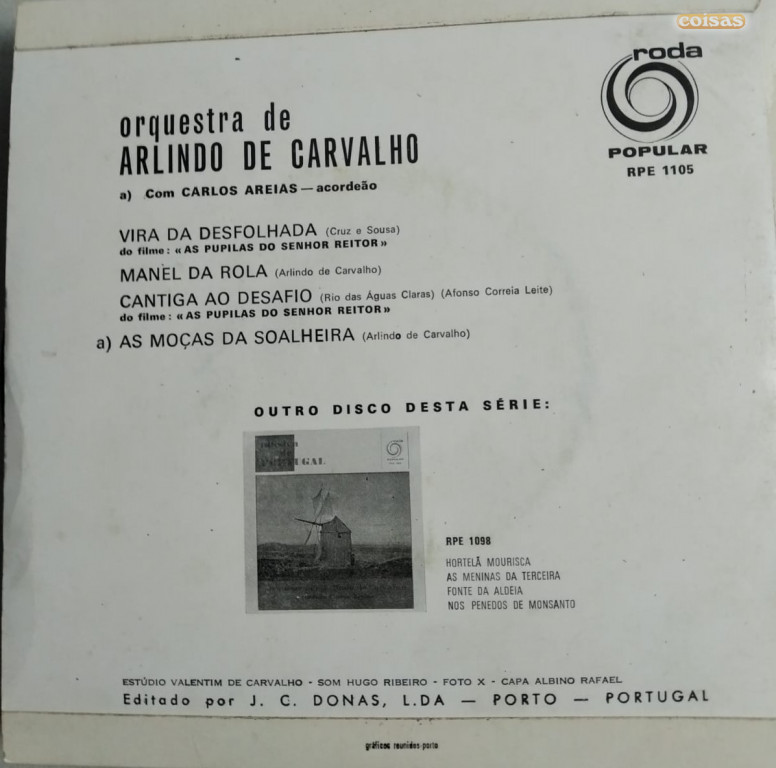 coisas
roda
POPULAR
RPE 1105
orquestra de
ARLINDO DE CARVALHO
a) Com CARLOS AREIAS — acordeão
VIRA DA DESFOLHADA (Cruz e Sousa)
do filme: «AS PUPILAS DO SENHOR REITOR»
MANEL DA ROLA (Arlindo de Carvalho)
CANTIGA AO DESAFIO (Rio das Águas Claras) (Afonso Correia Leite)
do filme: «AS PUPILAS DO SENHOR REITOR»
a) AS MOÇAS DA SOALHEIRA (Arlindo de Carvalho)
OUTRO DISCO DESTA SÉRIE:
RPE 1098
HORTELÃ MOURISCA
AS MENINAS DA TERCEIRA
FONTE DA ALDEIA
NOS PENEDOS DE MONSANTO
ESTÚDIO VALENTIM DE CARVALHO - SOM HUGO RIBEIRO - FOTO X - CAPA ALBINO RAFAEL
Editado por J. C. DONAS, L.DA — PORTO — PORTUGAL
gráficas reunidas-porto